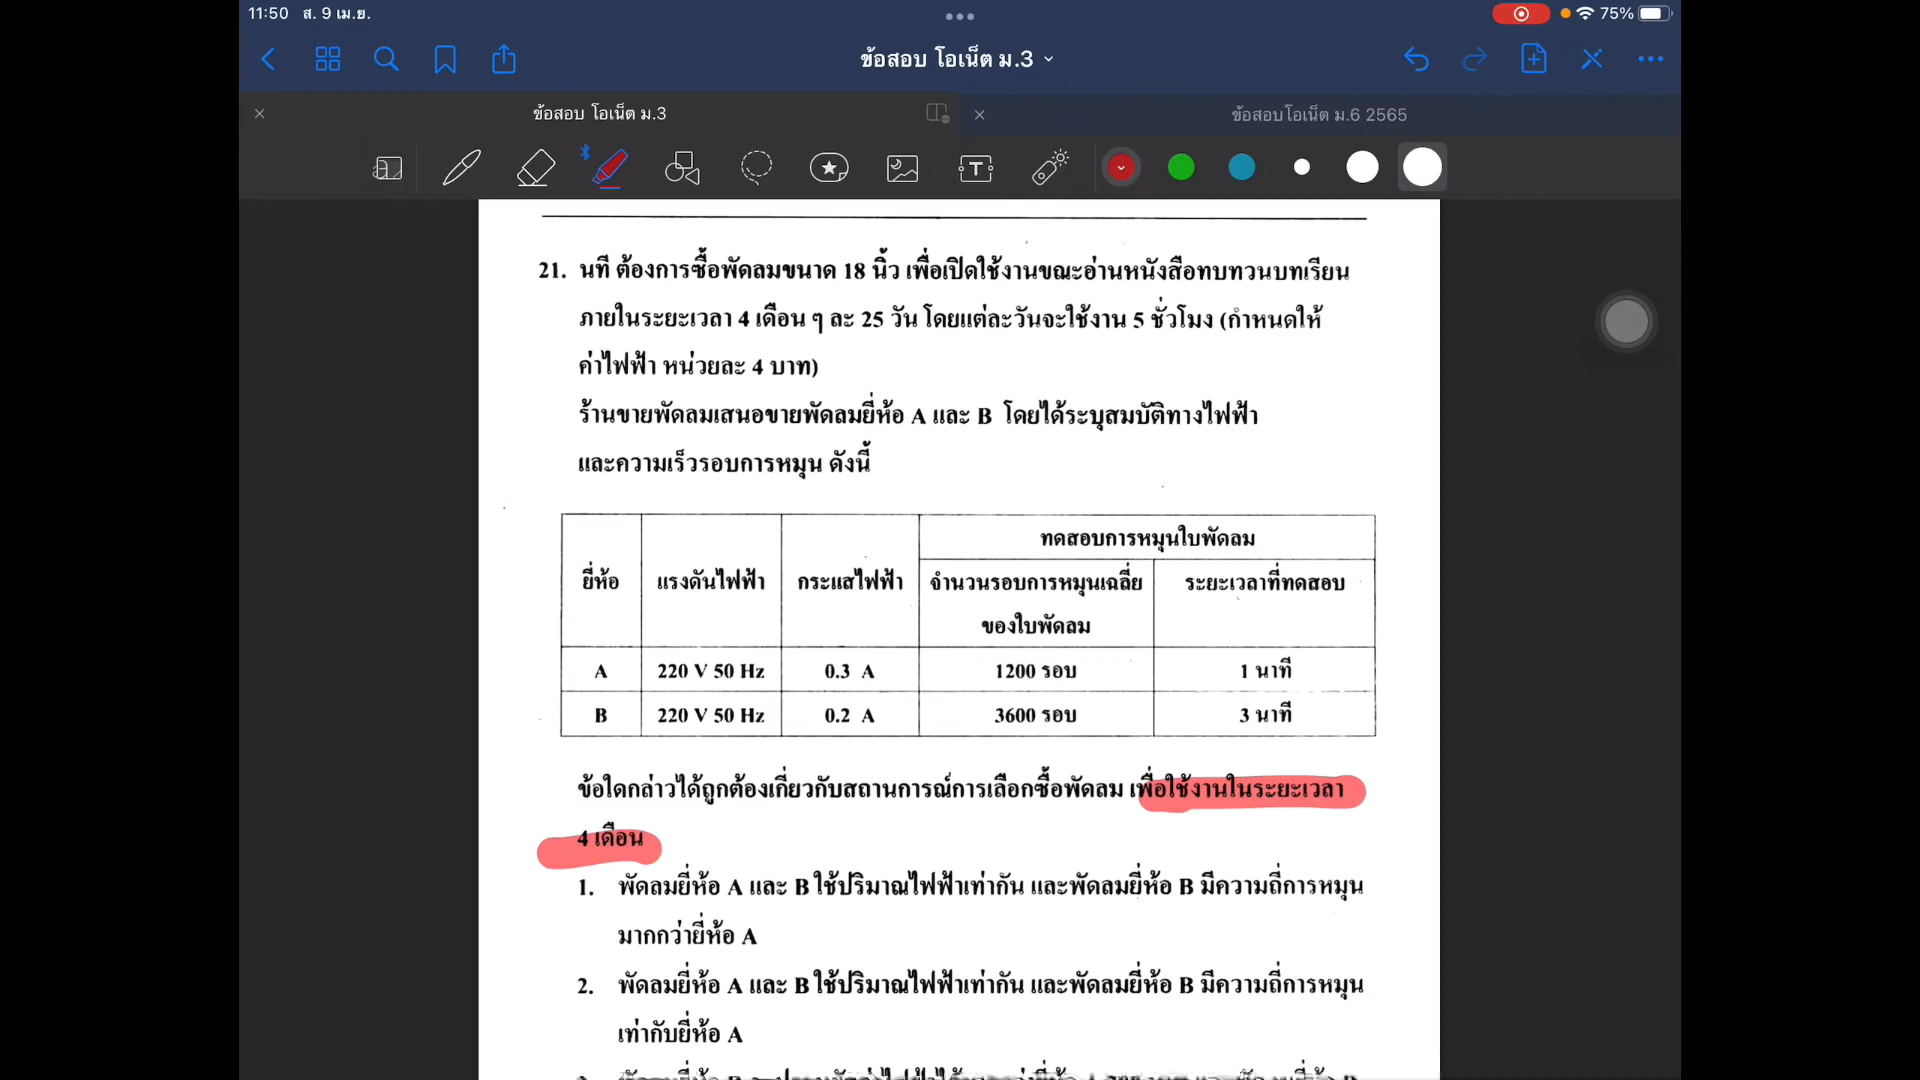 11:50 ส. 9 เม.ย.
75%
ข้อสอบ โอเน็ต ม.3
ข้อสอบ โอเน็ต ม.3
ข้อสอบโอเน็ต ม.6 2565
21. นที ต้องการซื้อพัดลมขนาด 18 นิ้ว เพื่อเปิดใช้งานขณะอ่านหนังสือทบทวนบทเรียน
ภายในระยะเวลา 4 เดือน ๆ ละ 25 วัน โดยแต่ละวันจะใช้งาน 5 ชั่วโมง (กำหนดให้
ค่าไฟฟ้า หน่วยละ 4 บาท)
ร้านขายพัดลมเสนอขายพัดลมยี่ห้อ A และ B โดยได้ระบุสมบัติทางไฟฟ้า
และความเร็วรอบการหมุน ดังนี้
ทดสอบการหมุนใบพัดลม
ยี่ห้อ แรงดันไฟฟ้า กระแสไฟฟ้า จำนวนรอบการหมุนเฉลี่ย ระยะเวลาที่ทดสอบ
ของใบพัดลม
A 220 V 50 Hz 0.3 A 1200 รอบ 1 นาที
B 220 V 50 Hz 0.2 A 3600 รอบ 3 นาที
ข้อใดกล่าวได้ถูกต้องเกี่ยวกับสถานการณ์การเลือกซื้อพัดลม เพื่อใช้งานในระยะเวลา
4 เดือน
1. พัดลมยี่ห้อ A และ B ใช้ปริมาณไฟฟ้าเท่ากัน และพัดลมยี่ห้อ B มีความถี่การหมุน
มากกว่ายี่ห้อ A
2. พัดลมยี่ห้อ A และ B ใช้ปริมาณไฟฟ้าเท่ากัน และพัดลมยี่ห้อ B มีความถี่การหมุน
เท่ากับยี่ห้อ A